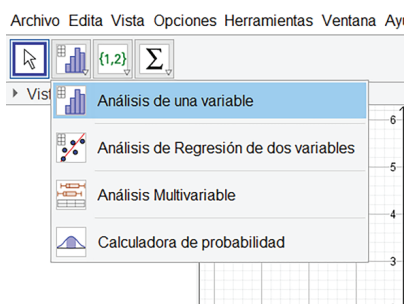 Archivo Edita Vista Opciones Herramientas Ventana Ayu
{1,2} Σ
Vist
Análisis de una variable
Análisis de Regresión de dos variables
Análisis Multivariable
Calculadora de probabilidad
6
5
4
3